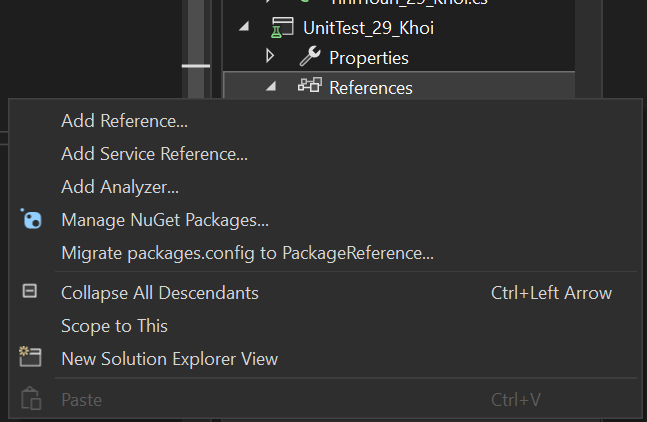 UnitTest_29_Khoi
Properties
References
Add Reference...
Add Service Reference...
Add Analyzer...
Manage NuGet Packages...
Migrate packages.config to PackageReference...
Collapse All Descendants Ctrl+Left Arrow
Scope to This
New Solution Explorer View
Paste Ctrl+V